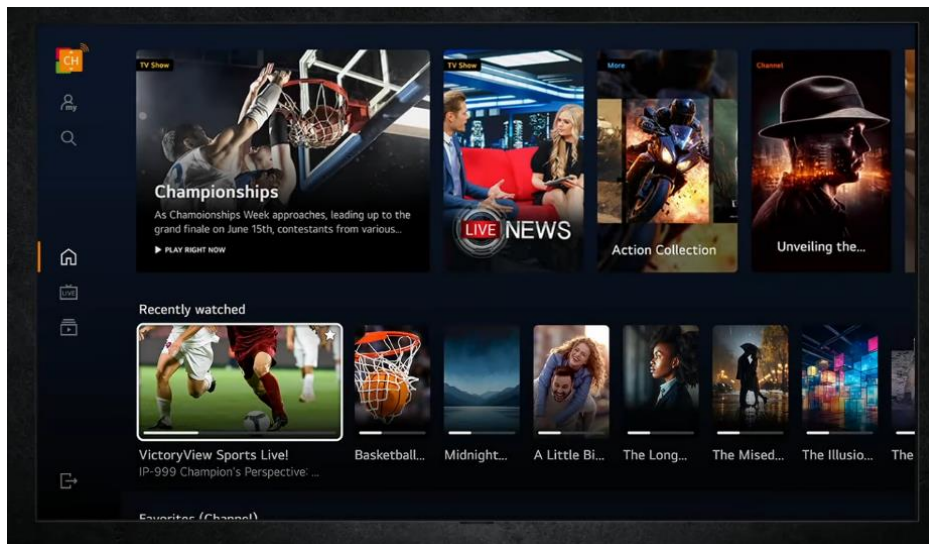 CH
my
LIVE
TV Show
Championships
As Chamoionships Week approaches, leading up to the
grand finale on June 15th, contestants from various...
PLAY RIGHT NOW
TV Show
LIVE NEWS
More
Action Collection
Channel
Unveiling the...
Recently watched
VictoryView Sports Live!
IP-999 Champion's Perspective: ...
Basketball...
Midnight...
A Little Bi...
The Long...
The Mised...
The Illusio...
The
Favorites (Channel)